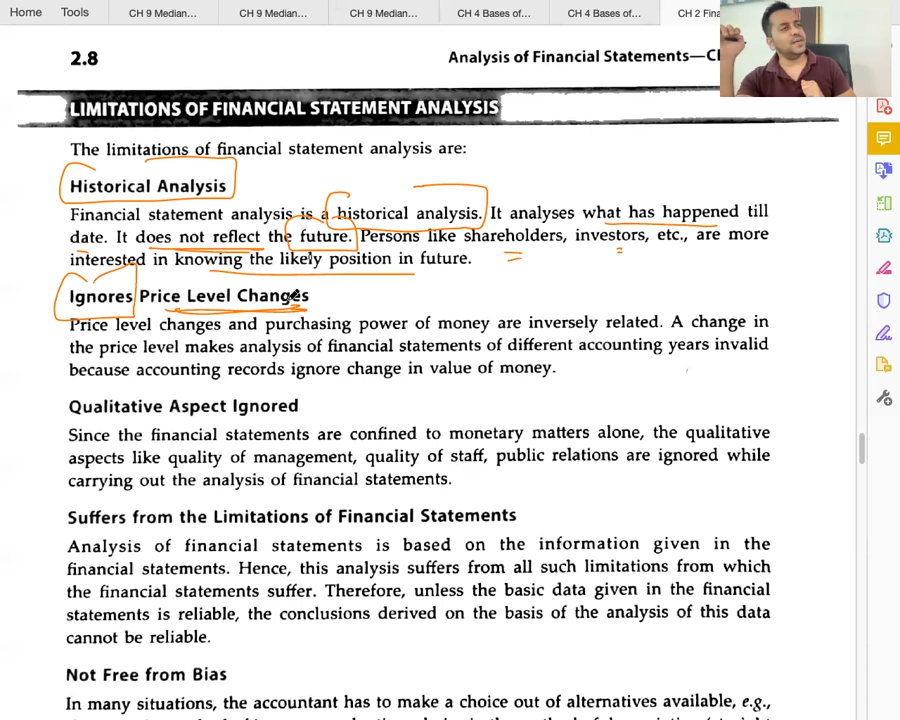 Home Tools CH 9 Median... CH 9 Median... CH 9 Median... CH 4 Bases of... CH 4 Bases of... CH 2 Fina
2.8 Analysis of Financial Statements—
LIMITATIONS OF FINANCIAL STATEMENT ANALYSIS
The limitations of financial statement analysis are:
Historical Analysis
Financial statement analysis is a historical analysis. It analyses what has happened till
date. It does not reflect the future. Persons like shareholders, investors, etc., are more
interested in knowing the likely position in future.
Ignores Price Level Changes
Price level changes and purchasing power of money are inversely related. A change in
the price level makes analysis of financial statements of different accounting years invalid
because accounting records ignore change in value of money.
Qualitative Aspect Ignored
Since the financial statements are confined to monetary matters alone, the qualitative
aspects like quality of management, quality of staff, public relations are ignored while
carrying out the analysis of financial statements.
Suffers from the Limitations of Financial Statements
Analysis of financial statements is based on the information given in the
financial statements. Hence, this analysis suffers from all such limitations from which
the financial statements suffer. Therefore, unless the basic data given in the financial
statements is reliable, the conclusions derived on the basis of the analysis of this data
cannot be reliable.
Not Free from Bias
In many situations, the accountant has to make a choice out of alternatives available, e.g.,